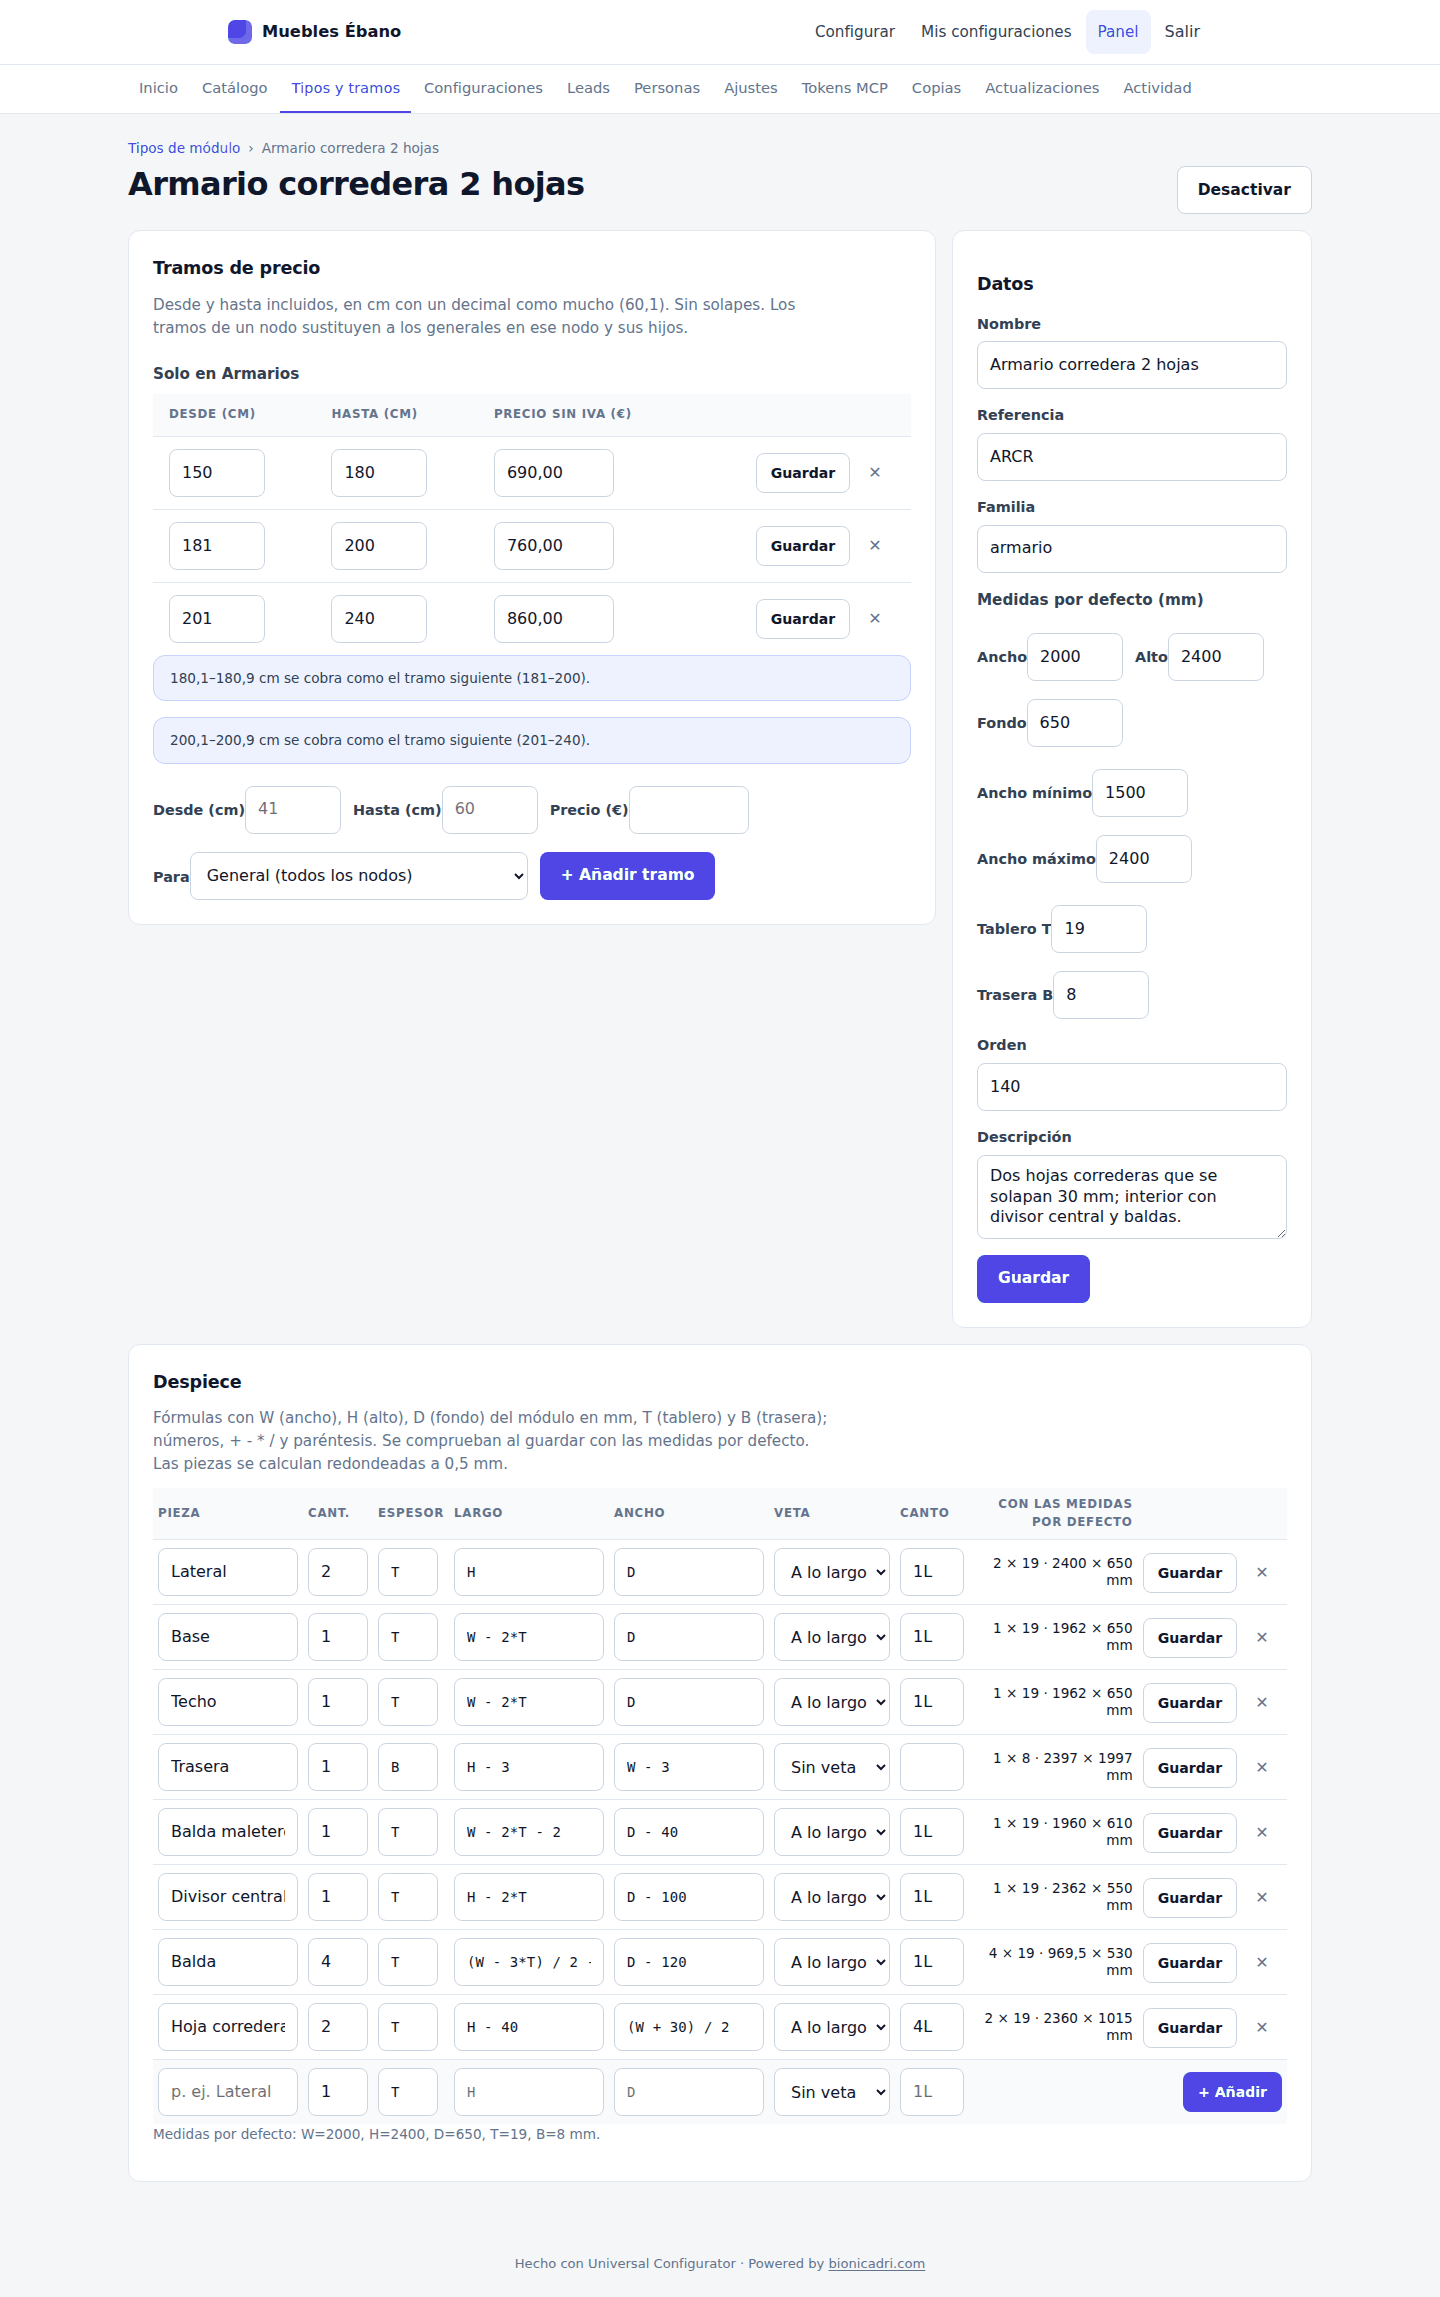 Muebles Ébano
Configurar Mis configuraciones Panel Salir
Inicio Catálogo Tipos y tramos Configuraciones Leads Personas Ajustes Tokens MCP Copias Actualizaciones Actividad
Tipos de módulo › Armario corredera 2 hojas
Armario corredera 2 hojas
Desactivar
Tramos de precio
Desde y hasta incluidos, en cm con un decimal como mucho (60,1). Sin solapes. Los
tramos de un nodo sustituyen a los generales en ese nodo y sus hijos.
Solo en Armarios
DESDE (CM) HASTA (CM) PRECIO SIN IVA (€)
150 180 690,00 Guardar ✕
181 200 760,00 Guardar ✕
201 240 860,00 Guardar ✕
180,1–180,9 cm se cobra como el tramo siguiente (181–200).
200,1–200,9 cm se cobra como el tramo siguiente (201–240).
Desde (cm) 41 Hasta (cm) 60 Precio (€)
Para General (todos los nodos) + Añadir tramo
Datos
Nombre
Armario corredera 2 hojas
Referencia
ARCR
Familia
armario
Medidas por defecto (mm)
Ancho 2000 Alto 2400
Fondo 650
Ancho mínimo 1500
Ancho máximo 2400
Tablero T 19
Trasera B 8
Orden
140
Descripción
Dos hojas correderas que se
solapan 30 mm; interior con
divisor central y baldas.
Guardar
Despiece
Fórmulas con W (ancho), H (alto), D (fondo) del módulo en mm, T (tablero) y B (trasera);
números, + - * / y paréntesis. Se comprueban al guardar con las medidas por defecto.
Las piezas se calculan redondeadas a 0,5 mm.
PIEZA CANT. ESPESOR LARGO ANCHO VETA CANTO CON LAS MEDIDAS
POR DEFECTO
Lateral 2 T H D A lo largo 1L 2 × 19 · 2400 × 650
mm Guardar ✕
Base 1 T W - 2*T D A lo largo 1L 1 × 19 · 1962 × 650
mm Guardar ✕
Techo 1 T W - 2*T D A lo largo 1L 1 × 19 · 1962 × 650
mm Guardar ✕
Trasera 1 B H - 3 W - 3 Sin veta 1 × 8 · 2397 × 1997
mm Guardar ✕
Balda maleter 1 T W - 2*T - 2 D - 40 A lo largo 1L 1 × 19 · 1960 × 610
mm Guardar ✕
Divisor central 1 T H - 2*T D - 100 A lo largo 1L 1 × 19 · 2362 × 550
mm Guardar ✕
Balda 4 T (W - 3*T) / 2 - D - 120 A lo largo 1L 4 × 19 · 969,5 × 530
mm Guardar ✕
Hoja corredera 2 T H - 40 (W + 30) / 2 A lo largo 4L 2 × 19 · 2360 × 1015
mm Guardar ✕
p. ej. Lateral 1 T H D Sin veta 1L + Añadir
Medidas por defecto: W=2000, H=2400, D=650, T=19, B=8 mm.
Hecho con Universal Configurator · Powered by bionicadri.com